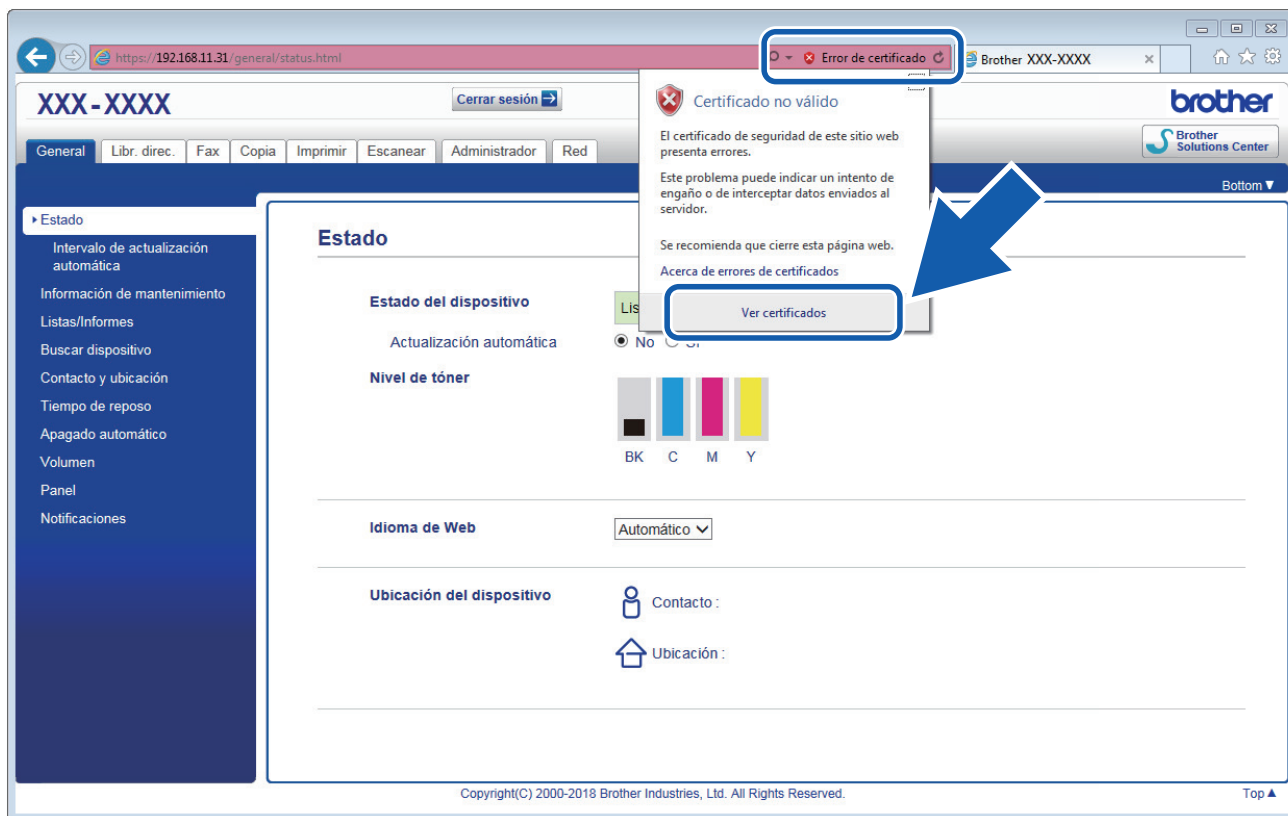 https://192.168.11.31/general/status.html
Error de certificado
Brother XXX-XXXX
XXX-XXXX
Cerrar sesión
brother
General
Libr. direc.
Fax
Copia
Imprimir
Escanear
Administrador
Red
Brother
Solutions Center
Bottom▼
Certificado no válido
El certificado de seguridad de este sitio web
presenta errores.
Este problema puede indicar un intento de
engaño o de interceptar datos enviados al
servidor.
Se recomienda que cierre esta página web.
Acerca de errores de certificados
Ver certificados
Estado
Intervalo de actualización
automática
Información de mantenimiento
Listas/Informes
Buscar dispositivo
Contacto y ubicación
Tiempo de reposo
Apagado automático
Volumen
Panel
Notificaciones
Estado
Estado del dispositivo
Actualización automática
No
Nivel de tóner
BK C M Y
Idioma de Web
Automático
Ubicación del dispositivo
Contacto :
Ubicación :
Copyright(C) 2000-2018 Brother Industries, Ltd. All Rights Reserved.
Top▲